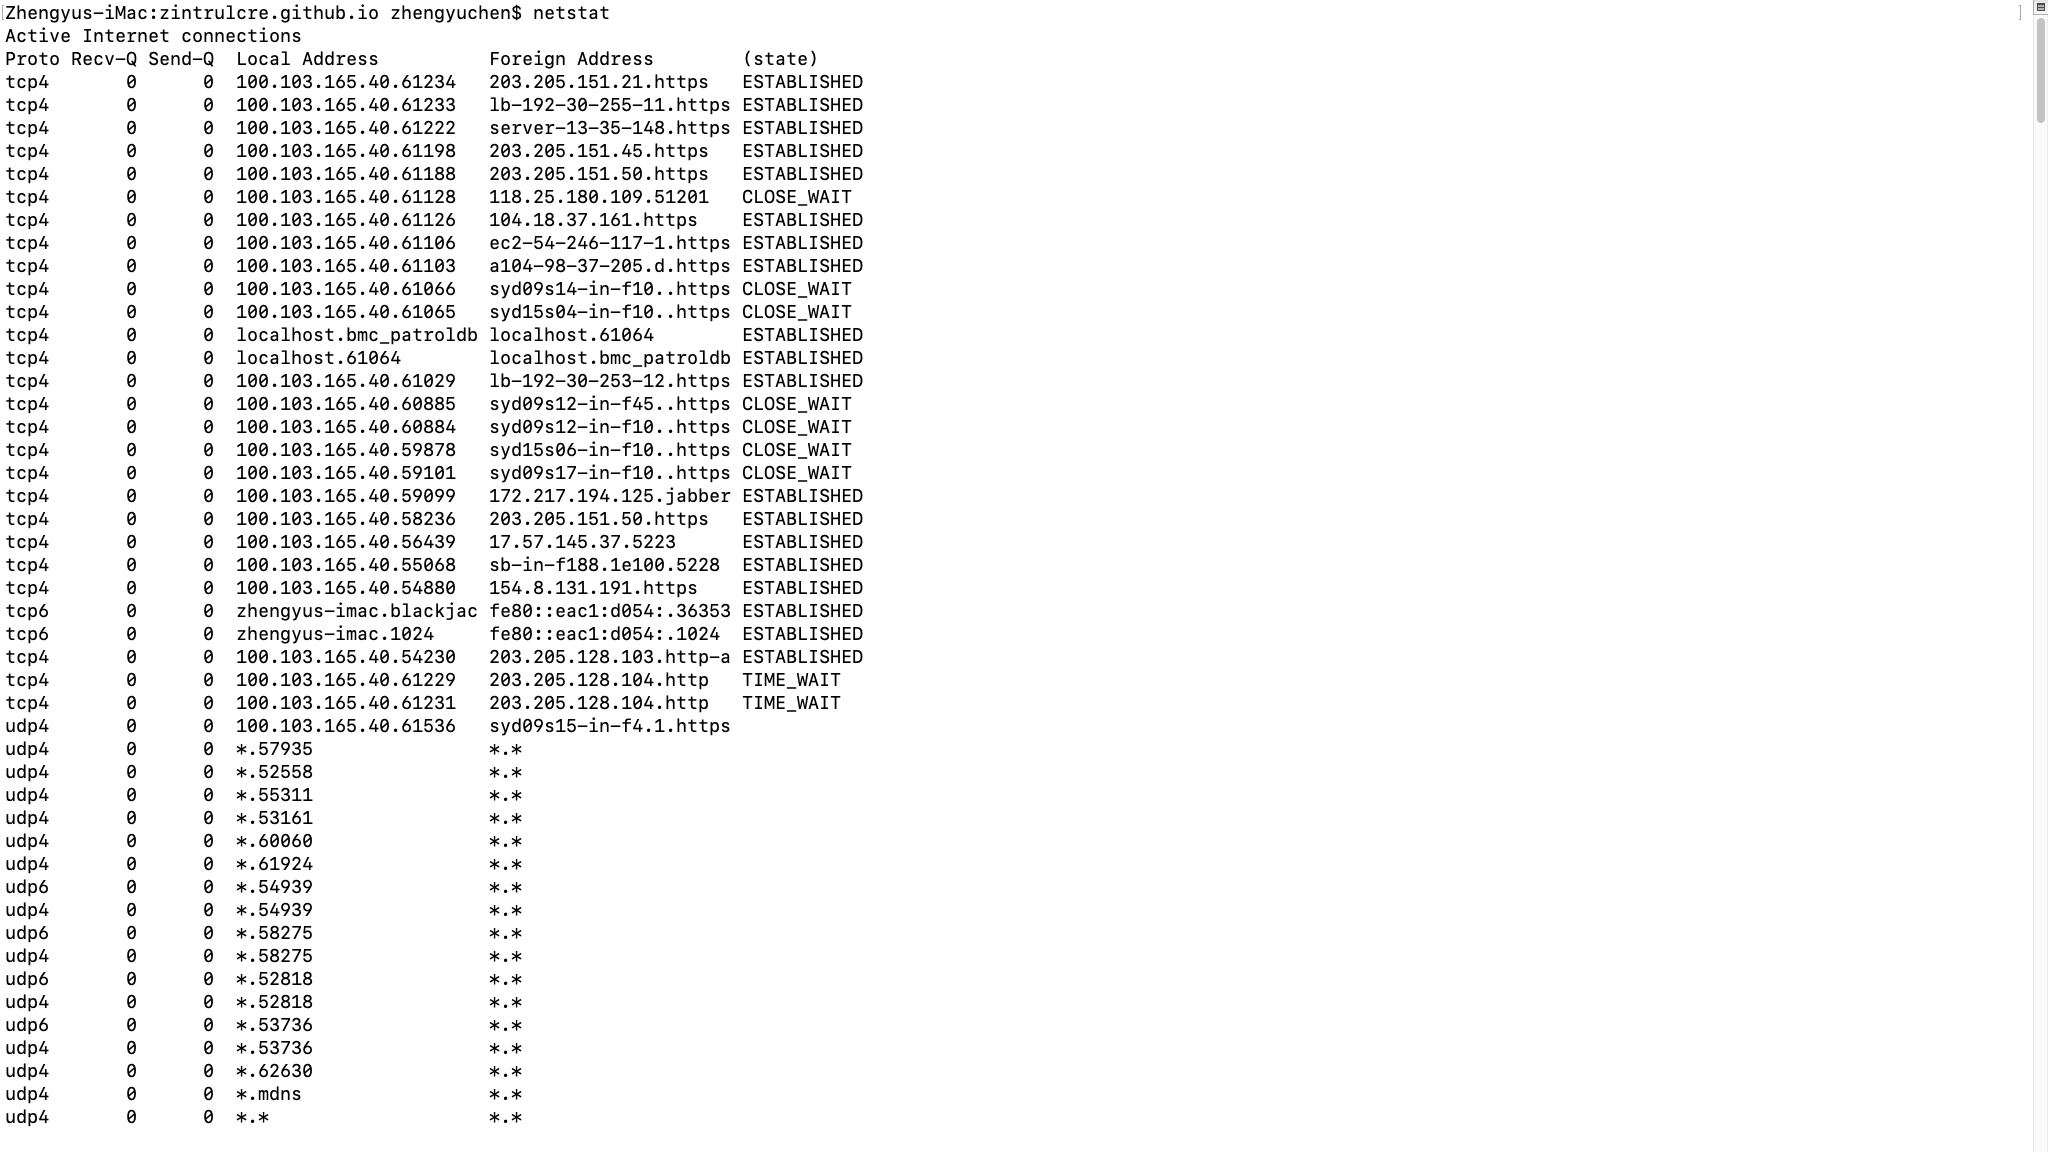 Zhengyus-iMac:zintrulcre.github.io zhengyuchen$ netstat
Active Internet connections
Proto Recv-Q Send-Q  Local Address          Foreign Address        (state)
tcp4       0      0  100.103.165.40.61234   203.205.151.21.https   ESTABLISHED
tcp4       0      0  100.103.165.40.61233   lb-192-30-255-11.https ESTABLISHED
tcp4       0      0  100.103.165.40.61222   server-13-35-148.https ESTABLISHED
tcp4       0      0  100.103.165.40.61198   203.205.151.45.https   ESTABLISHED
tcp4       0      0  100.103.165.40.61188   203.205.151.50.https   ESTABLISHED
tcp4       0      0  100.103.165.40.61128   118.25.180.109.51201   CLOSE_WAIT
tcp4       0      0  100.103.165.40.61126   104.18.37.161.https    ESTABLISHED
tcp4       0      0  100.103.165.40.61106   ec2-54-246-117-1.https ESTABLISHED
tcp4       0      0  100.103.165.40.61103   a104-98-37-205.d.https ESTABLISHED
tcp4       0      0  100.103.165.40.61066   syd09s14-in-f10..https CLOSE_WAIT
tcp4       0      0  100.103.165.40.61065   syd15s04-in-f10..https CLOSE_WAIT
tcp4       0      0  localhost.bmc_patroldb localhost.61064        ESTABLISHED
tcp4       0      0  localhost.61064        localhost.bmc_patroldb ESTABLISHED
tcp4       0      0  100.103.165.40.61029   lb-192-30-253-12.https ESTABLISHED
tcp4       0      0  100.103.165.40.60885   syd09s12-in-f45..https CLOSE_WAIT
tcp4       0      0  100.103.165.40.60884   syd09s12-in-f10..https CLOSE_WAIT
tcp4       0      0  100.103.165.40.59878   syd15s06-in-f10..https CLOSE_WAIT
tcp4       0      0  100.103.165.40.59101   syd09s17-in-f10..https CLOSE_WAIT
tcp4       0      0  100.103.165.40.59099   172.217.194.125.jabber ESTABLISHED
tcp4       0      0  100.103.165.40.58236   203.205.151.50.https   ESTABLISHED
tcp4       0      0  100.103.165.40.56439   17.57.145.37.5223      ESTABLISHED
tcp4       0      0  100.103.165.40.55068   sb-in-f188.1e100.5228  ESTABLISHED
tcp4       0      0  100.103.165.40.54880   154.8.131.191.https    ESTABLISHED
tcp6       0      0  zhengyus-imac.blackjac fe80::eac1:d054:.36353 ESTABLISHED
tcp6       0      0  zhengyus-imac.1024     fe80::eac1:d054:.1024  ESTABLISHED
tcp4       0      0  100.103.165.40.54230   203.205.128.103.http-a ESTABLISHED
tcp4       0      0  100.103.165.40.61229   203.205.128.104.http   TIME_WAIT
tcp4       0      0  100.103.165.40.61231   203.205.128.104.http   TIME_WAIT
udp4       0      0  100.103.165.40.61536   syd09s15-in-f4.1.https
udp4       0      0  *.57935                *.*
udp4       0      0  *.52558                *.*
udp4       0      0  *.55311                *.*
udp4       0      0  *.53161                *.*
udp4       0      0  *.60060                *.*
udp4       0      0  *.61924                *.*
udp6       0      0  *.54939                *.*
udp4       0      0  *.54939                *.*
udp6       0      0  *.58275                *.*
udp4       0      0  *.58275                *.*
udp6       0      0  *.52818                *.*
udp4       0      0  *.52818                *.*
udp6       0      0  *.53736                *.*
udp4       0      0  *.53736                *.*
udp4       0      0  *.62630                *.*
udp4       0      0  *.mdns                 *.*
udp4       0      0  *.*                    *.*